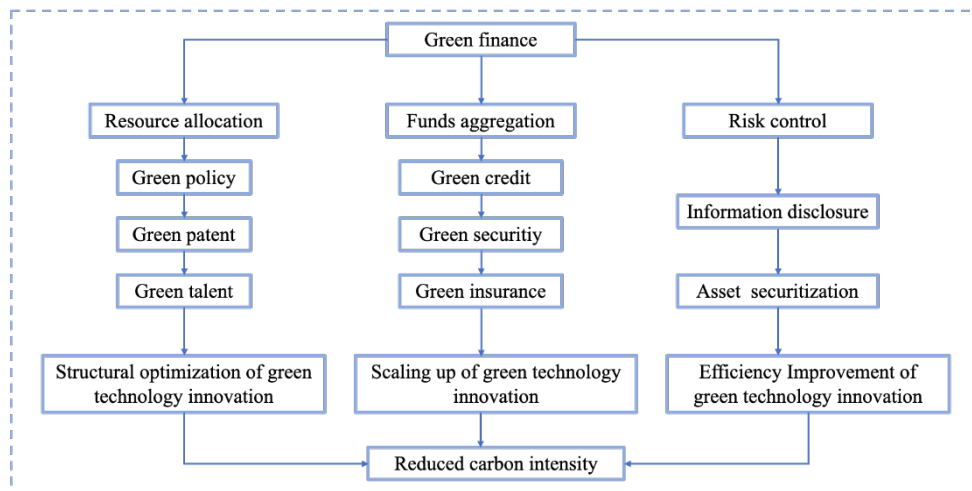 Green finance
Resource allocation
Funds aggregation
Risk control
Green policy
Green credit
Information disclosure
Green patent
Green securitiy
Green talent
Green insurance
Asset securitization
Structural optimization of green
technology innovation
Scaling up of green technology
innovation
Efficiency Improvement of
green technology innovation
Reduced carbon intensity